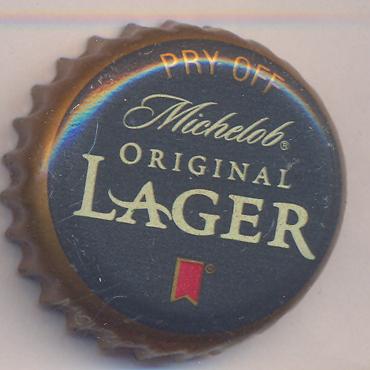 PRY OFF
Michelob®
ORIGINAL
LAGER
®